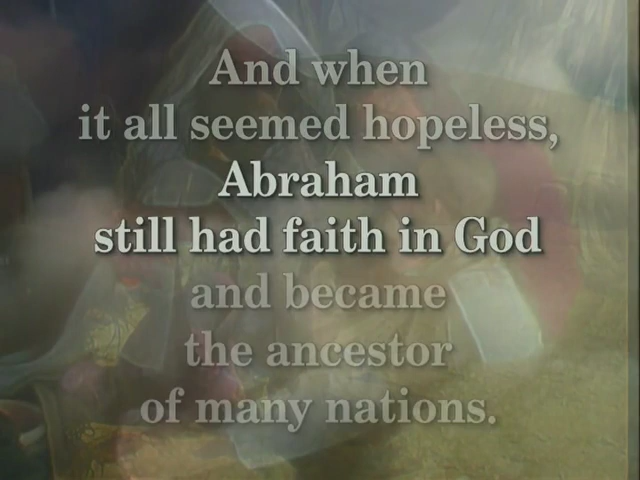 And when
it all seemed hopeless,
Abraham
still had faith in God
and became
the ancestor
of many nations.